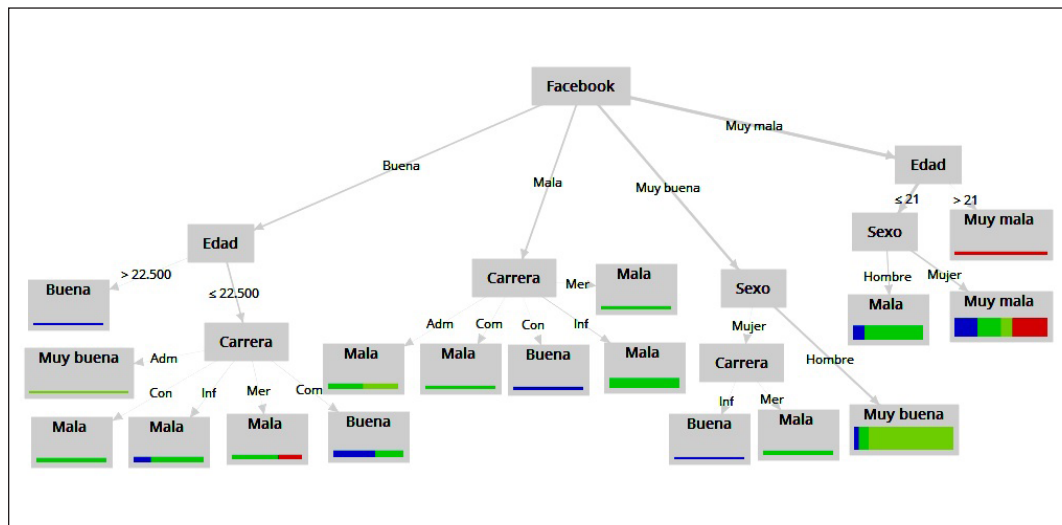 Facebook
Muy mala
Buena
Mala
Muy buena
Edad
≤ 21
> 21
Muy mala
Sexo
Edad
Hombre
Mujer
> 22.500
≤ 22.500
Carrera
Mer
Mala
Sexo
Buena
Mala
Muy mala
Adm
Com
Con
Inf
Mujer
Carrera
Muy buena
Adm
Mala
Mala
Buena
Mala
Carrera
Hombre
Con
Inf
Mer
Com
Inf
Mer
Mala
Mala
Mala
Buena
Buena
Mala
Muy buena